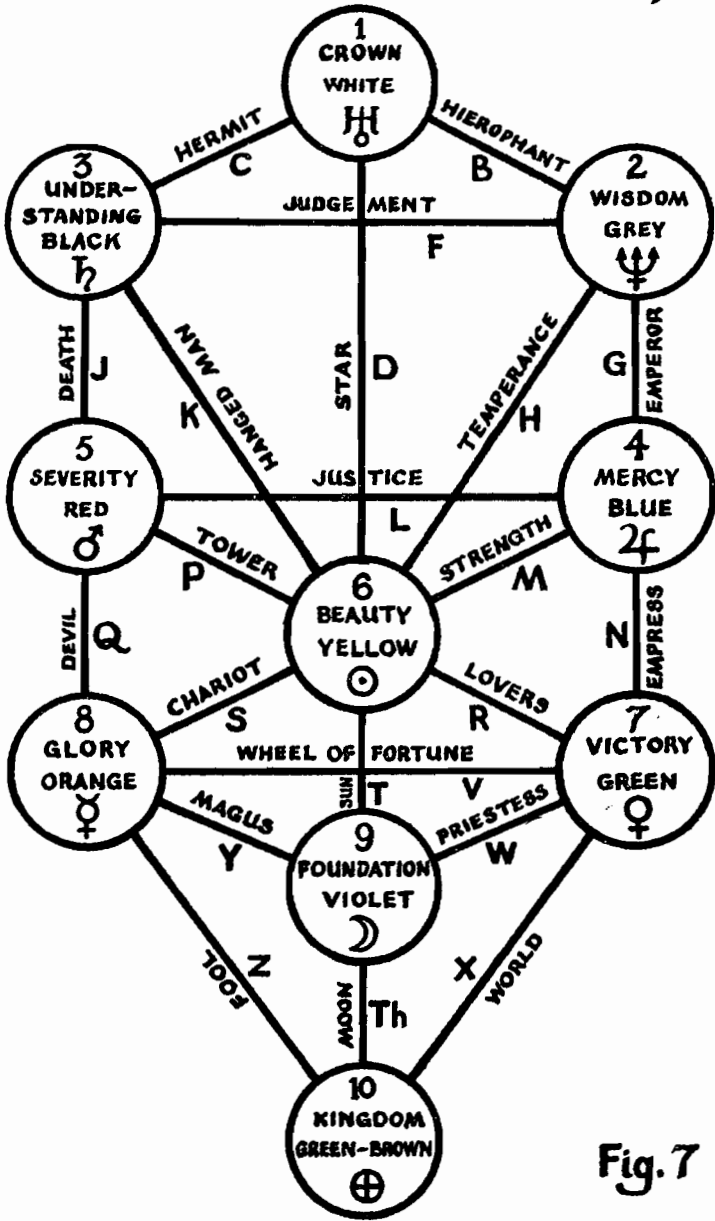 1
CROWN
WHITE
♅
HERMIT
C
HIEROPHANT
B
3
UNDER-
STANDING
BLACK
♄
2
WISDOM
GREY
♆
JUDGEMENT
F
DEATH
J
HANGED MAN
K
STAR
D
TEMPERANCE
H
G
EMPEROR
5
SEVERITY
RED
♂
4
MERCY
BLUE
♃
JUSTICE
L
TOWER
P
STRENGTH
M
6
BEAUTY
YELLOW
☉
DEVIL
Q
N
EMPRESS
CHARIOT
S
LOVERS
R
8
GLORY
ORANGE
☿
7
VICTORY
GREEN
♀
WHEEL OF FORTUNE
V
SUN
T
MAGUS
Y
PRIESTESS
W
9
FOUNDATION
VIOLET
☽
FOOL
Z
MOON
Th
X
WORLD
10
KINGDOM
GREEN-BROWN
⊕
Fig. 7